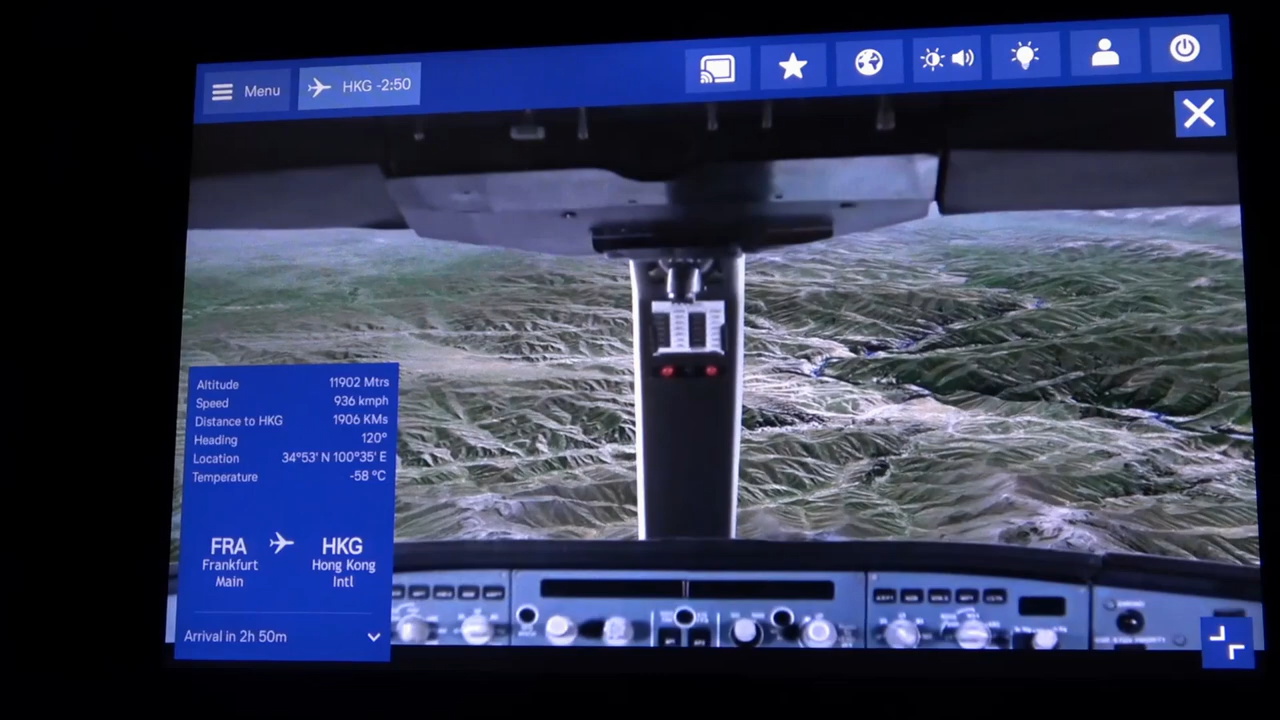 Menu
HKG -2:50
Altitude 11902 Mtrs
Speed 936 kmph
Distance to HKG 1906 KMs
Heading 120°
Location 34°53' N 100°35' E
Temperature -58 °C
FRA HKG
Frankfurt Hong Kong
Main Intl
Arrival in 2h 50m